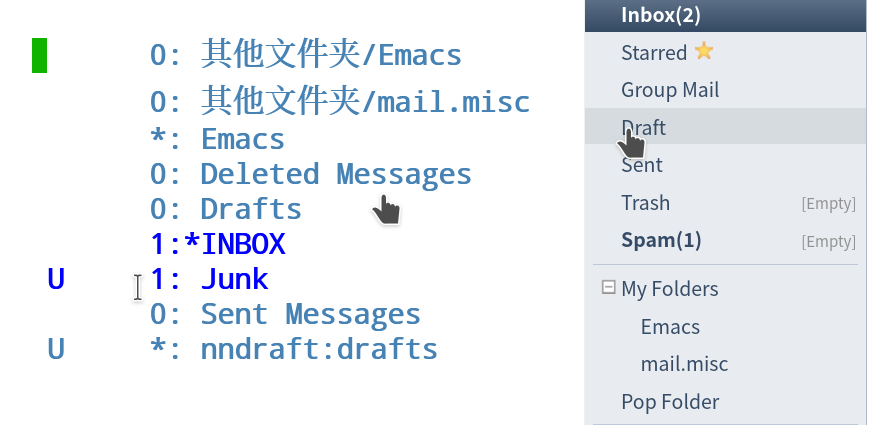 0: 其他文件夹/Emacs
0: 其他文件夹/mail.misc
*: Emacs
0: Deleted Messages
0: Drafts
1:*INBOX
U 1: Junk
0: Sent Messages
U *: nndraft:drafts
Inbox(2)
Starred
Group Mail
Draft
Sent
Trash [Empty]
Spam(1) [Empty]
My Folders
Emacs
mail.misc
Pop Folder